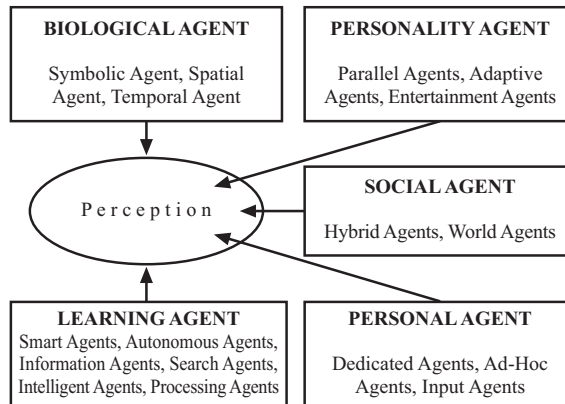 BIOLOGICAL AGENT
Symbolic Agent, Spatial
Agent, Temporal Agent
PERSONALITY AGENT
Parallel Agents, Adaptive
Agents, Entertainment Agents
Perception
SOCIAL AGENT
Hybrid Agents, World Agents
LEARNING AGENT
Smart Agents, Autonomous Agents,
Information Agents, Search Agents,
Intelligent Agents, Processing Agents
PERSONAL AGENT
Dedicated Agents, Ad-Hoc
Agents, Input Agents